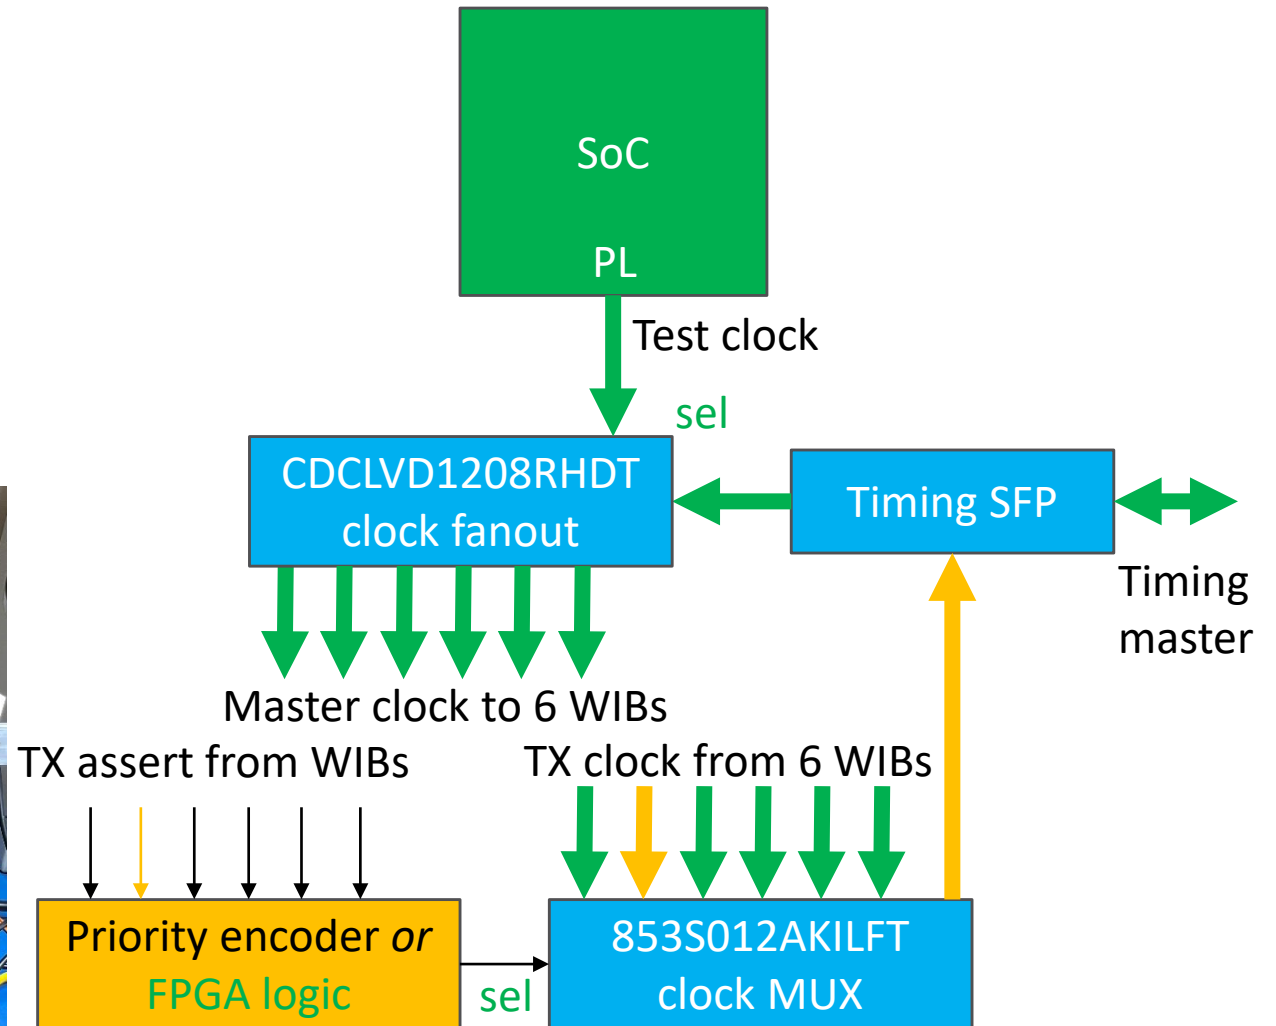 SoC
PL
Test clock
sel
CDCLVD1208RHDT
clock fanout
Timing SFP
Timing
master
Master clock to 6 WIBs
TX assert from WIBs
TX clock from 6 WIBs
Priority encoder or
FPGA logic
sel
853S012AKILFT
clock MUX